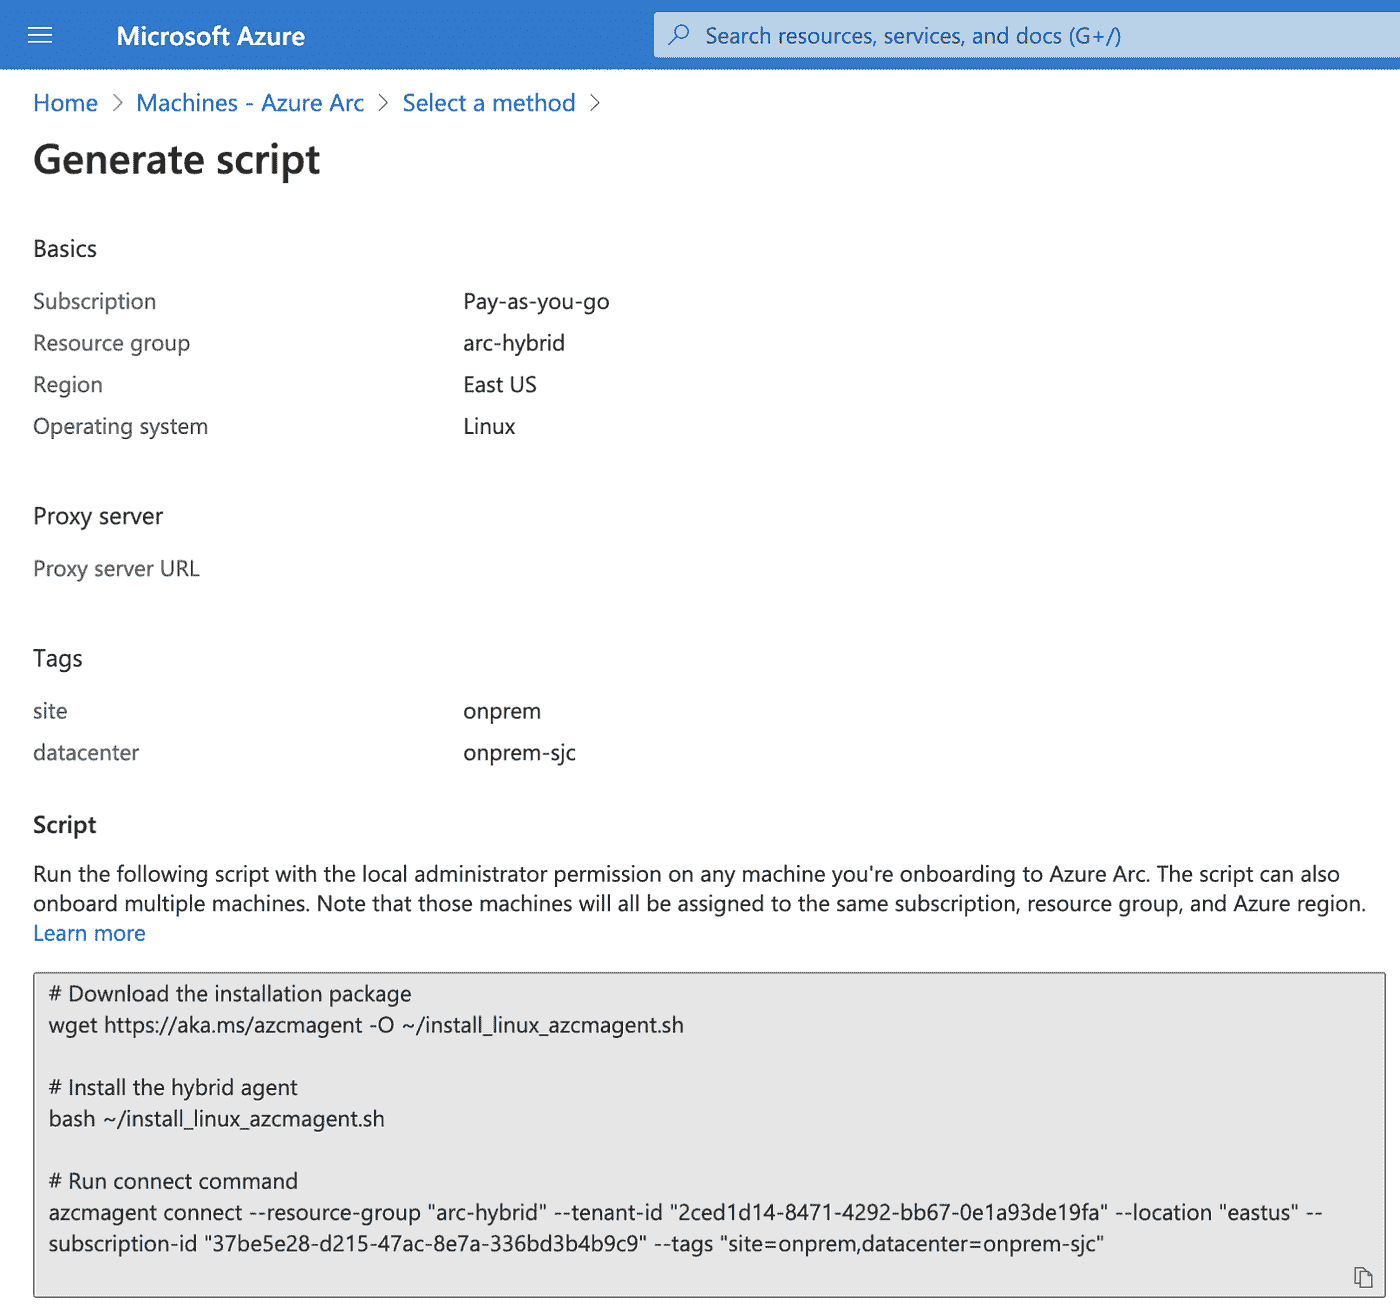 Microsoft Azure
Search resources, services, and docs (G+/)
Home > Machines - Azure Arc > Select a method >
Generate script
Basics
Subscription Pay-as-you-go
Resource group arc-hybrid
Region East US
Operating system Linux
Proxy server
Proxy server URL
Tags
site onprem
datacenter onprem-sjc
Script
Run the following script with the local administrator permission on any machine you're onboarding to Azure Arc. The script can also
onboard multiple machines. Note that those machines will all be assigned to the same subscription, resource group, and Azure region.
Learn more
# Download the installation package
wget https://aka.ms/azcmagent -O ~/install_linux_azcmagent.sh
# Install the hybrid agent
bash ~/install_linux_azcmagent.sh
# Run connect command
azcmagent connect --resource-group "arc-hybrid" --tenant-id "2ced1d14-8471-4292-bb67-0e1a93de19fa" --location "eastus" --
subscription-id "37be5e28-d215-47ac-8e7a-336bd3b4b9c9" --tags "site=onprem,datacenter=onprem-sjc"